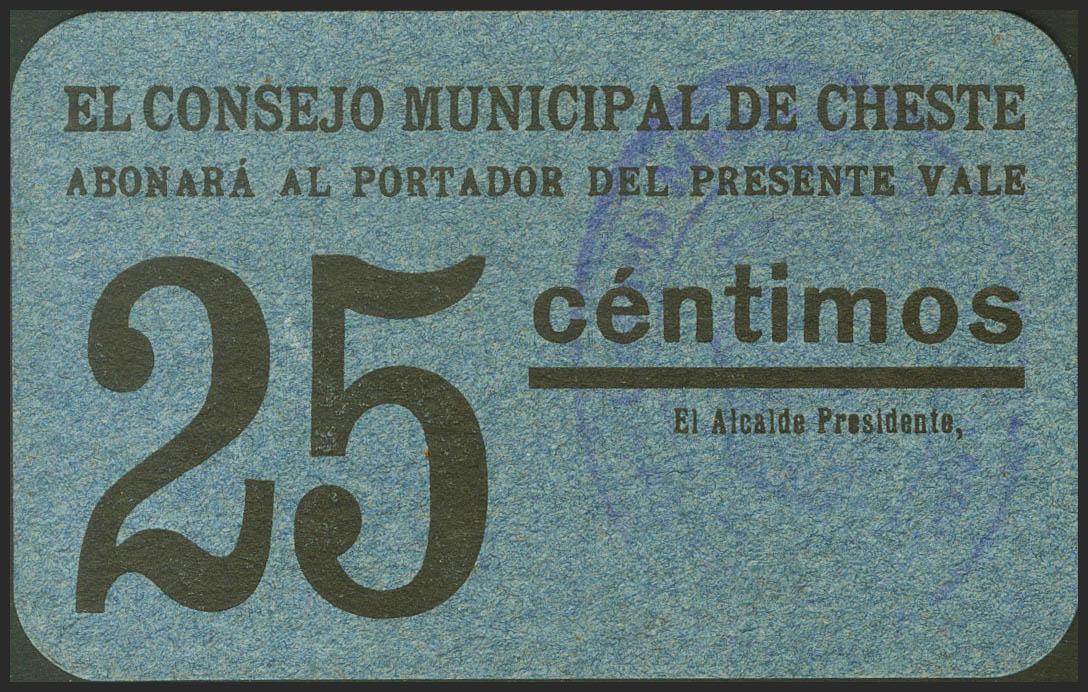 EL CONSEJO MUNICIPAL DE CHESTE
ABONARÁ AL PORTADOR DEL PRESENTE VALE
25 céntimos
El Alcalde Presidente,